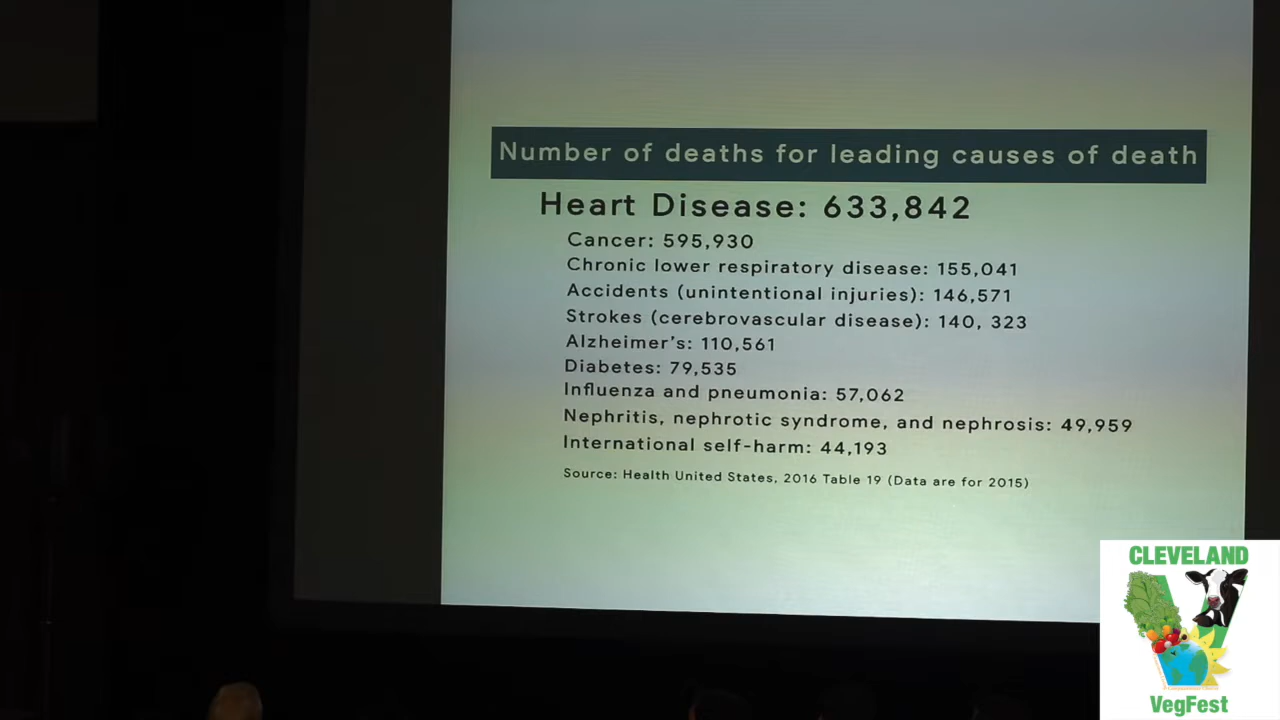 Number of deaths for leading causes of death
Heart Disease: 633,842
Cancer: 595,930
Chronic lower respiratory disease: 155,041
Accidents (unintentional injuries): 146,571
Strokes (cerebrovascular disease): 140, 323
Alzheimer's: 110,561
Diabetes: 79,535
Influenza and pneumonia: 57,062
Nephritis, nephrotic syndrome, and nephrosis: 49,959
International self-harm: 44,193
Source: Health United States, 2016 Table 19 (Data are for 2015)
CLEVELAND
VegFest